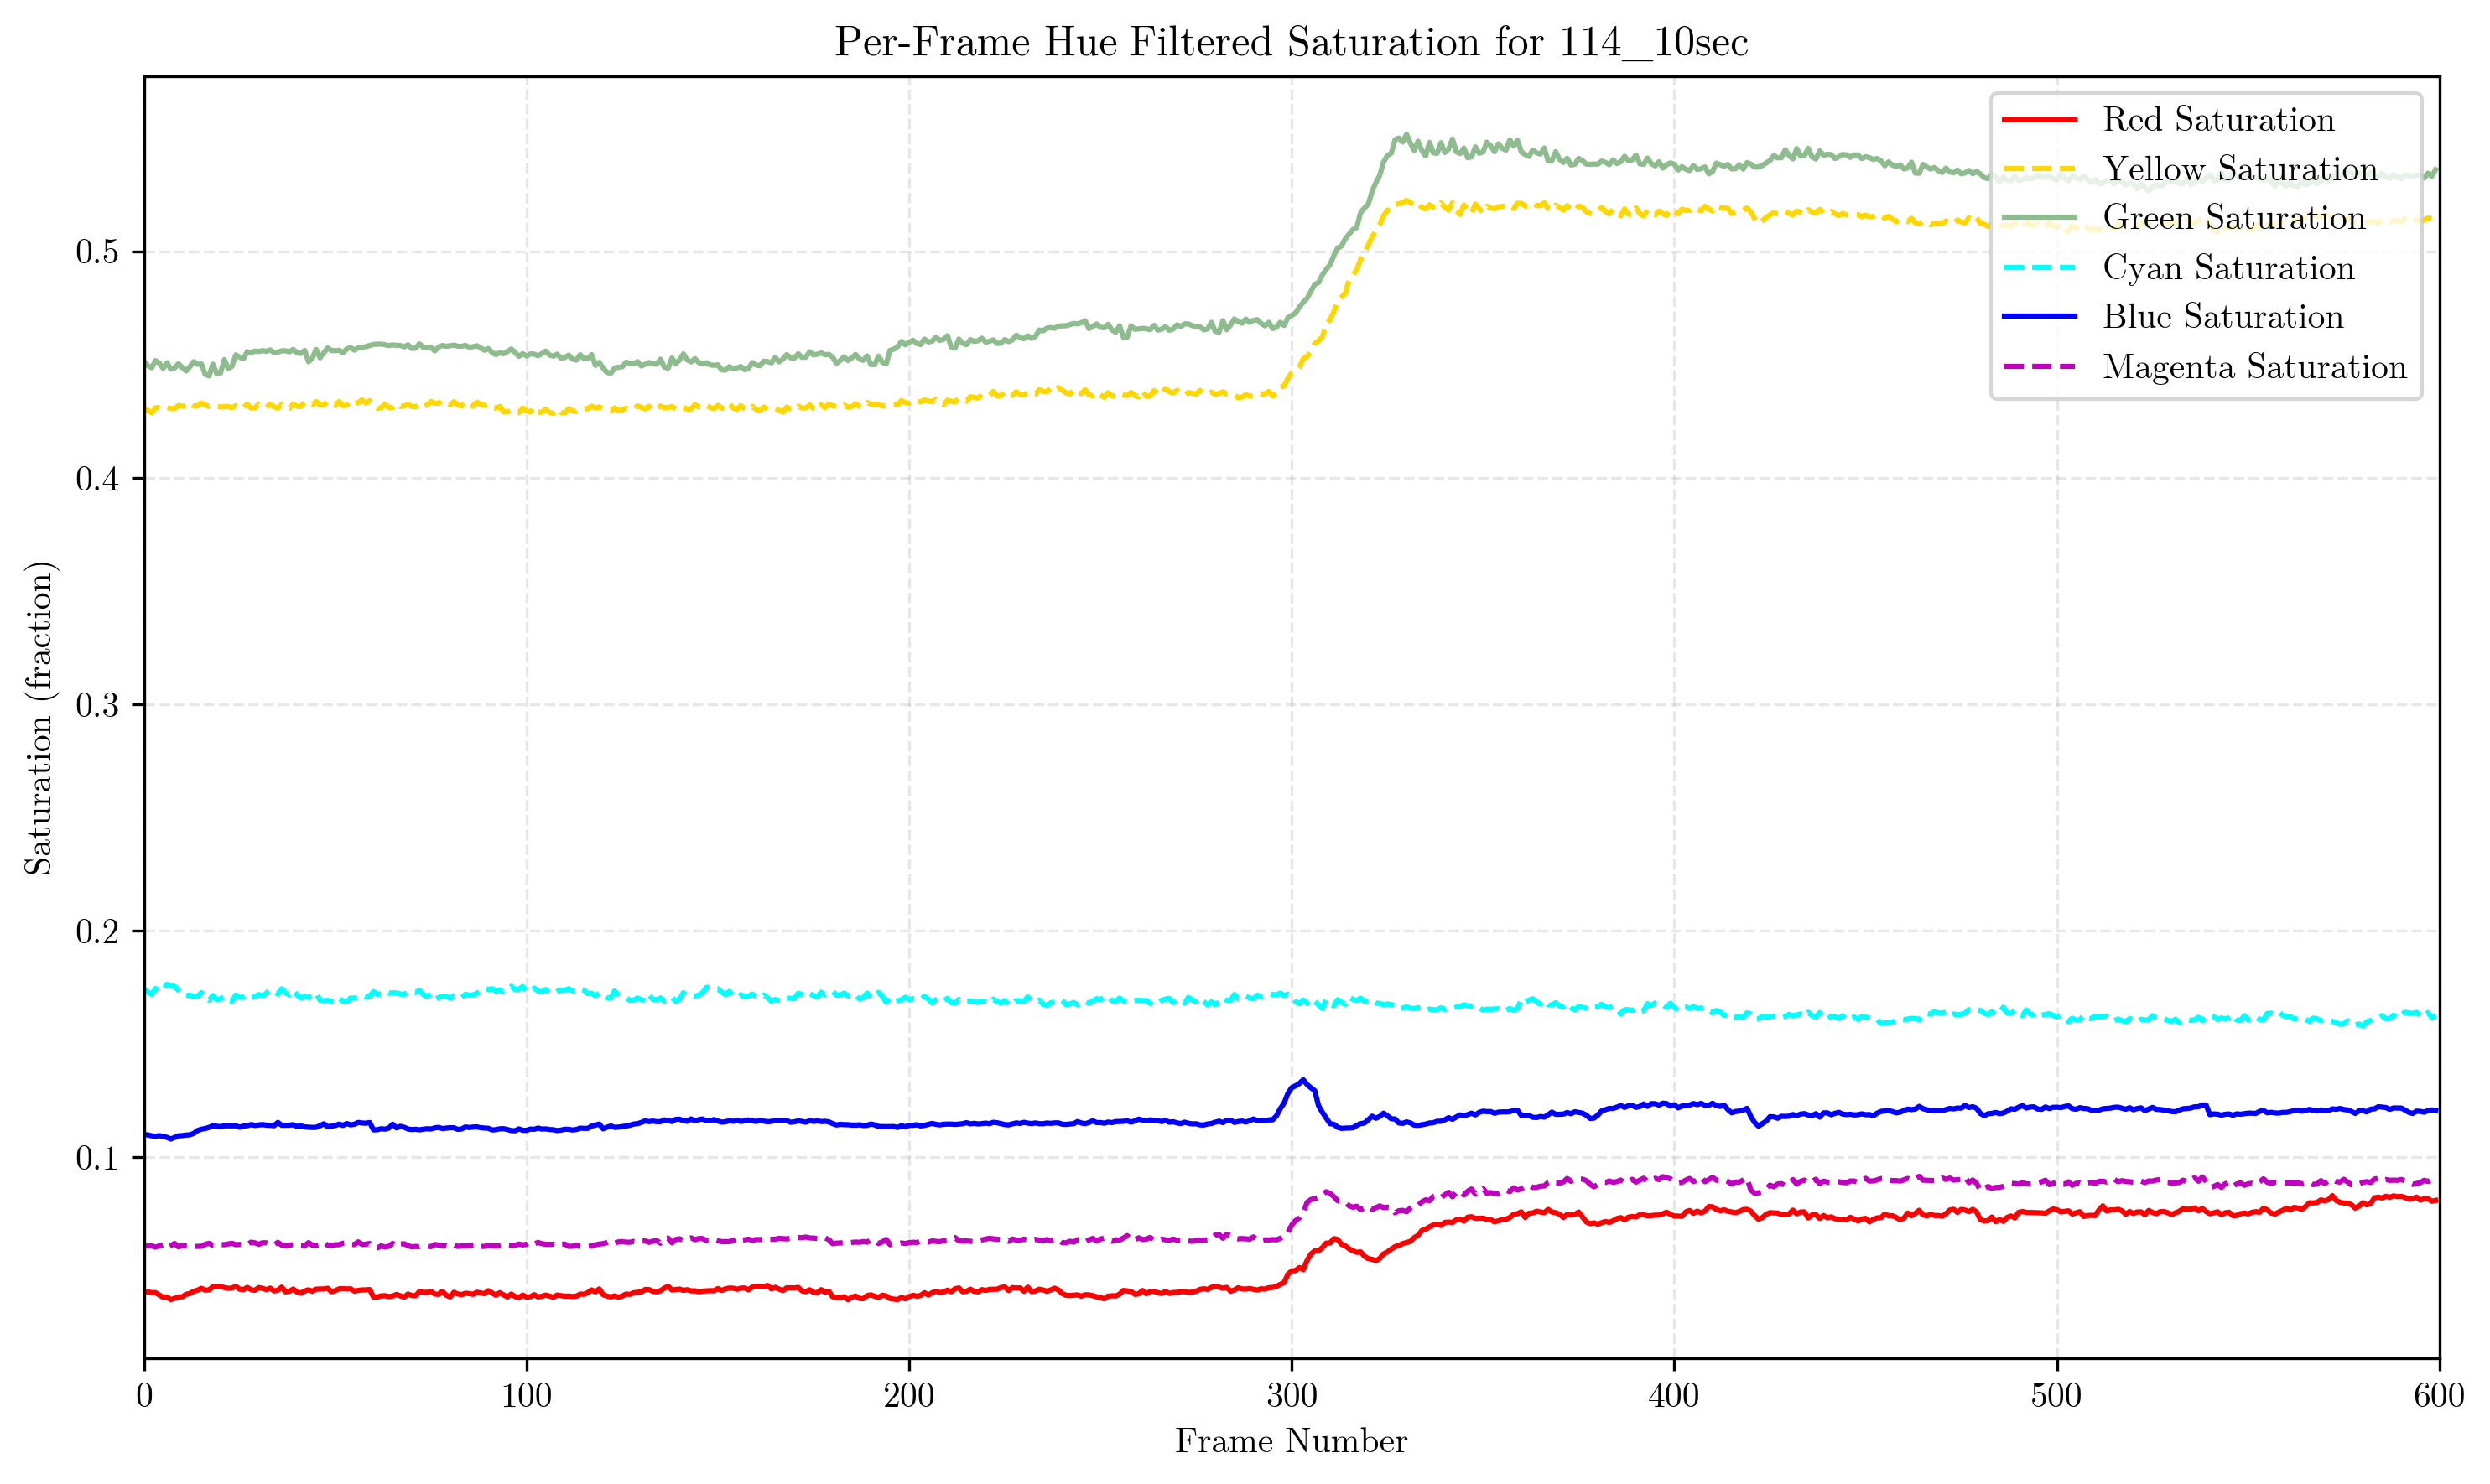 Per-Frame Hue Filtered Saturation for 114_10sec
Red Saturation
Yellow Saturation
Green Saturation
Cyan Saturation
Blue Saturation
Magenta Saturation
Saturation (fraction)
0.5
0.4
0.3
0.2
0.1
0 100 200 300 400 500 600
Frame Number